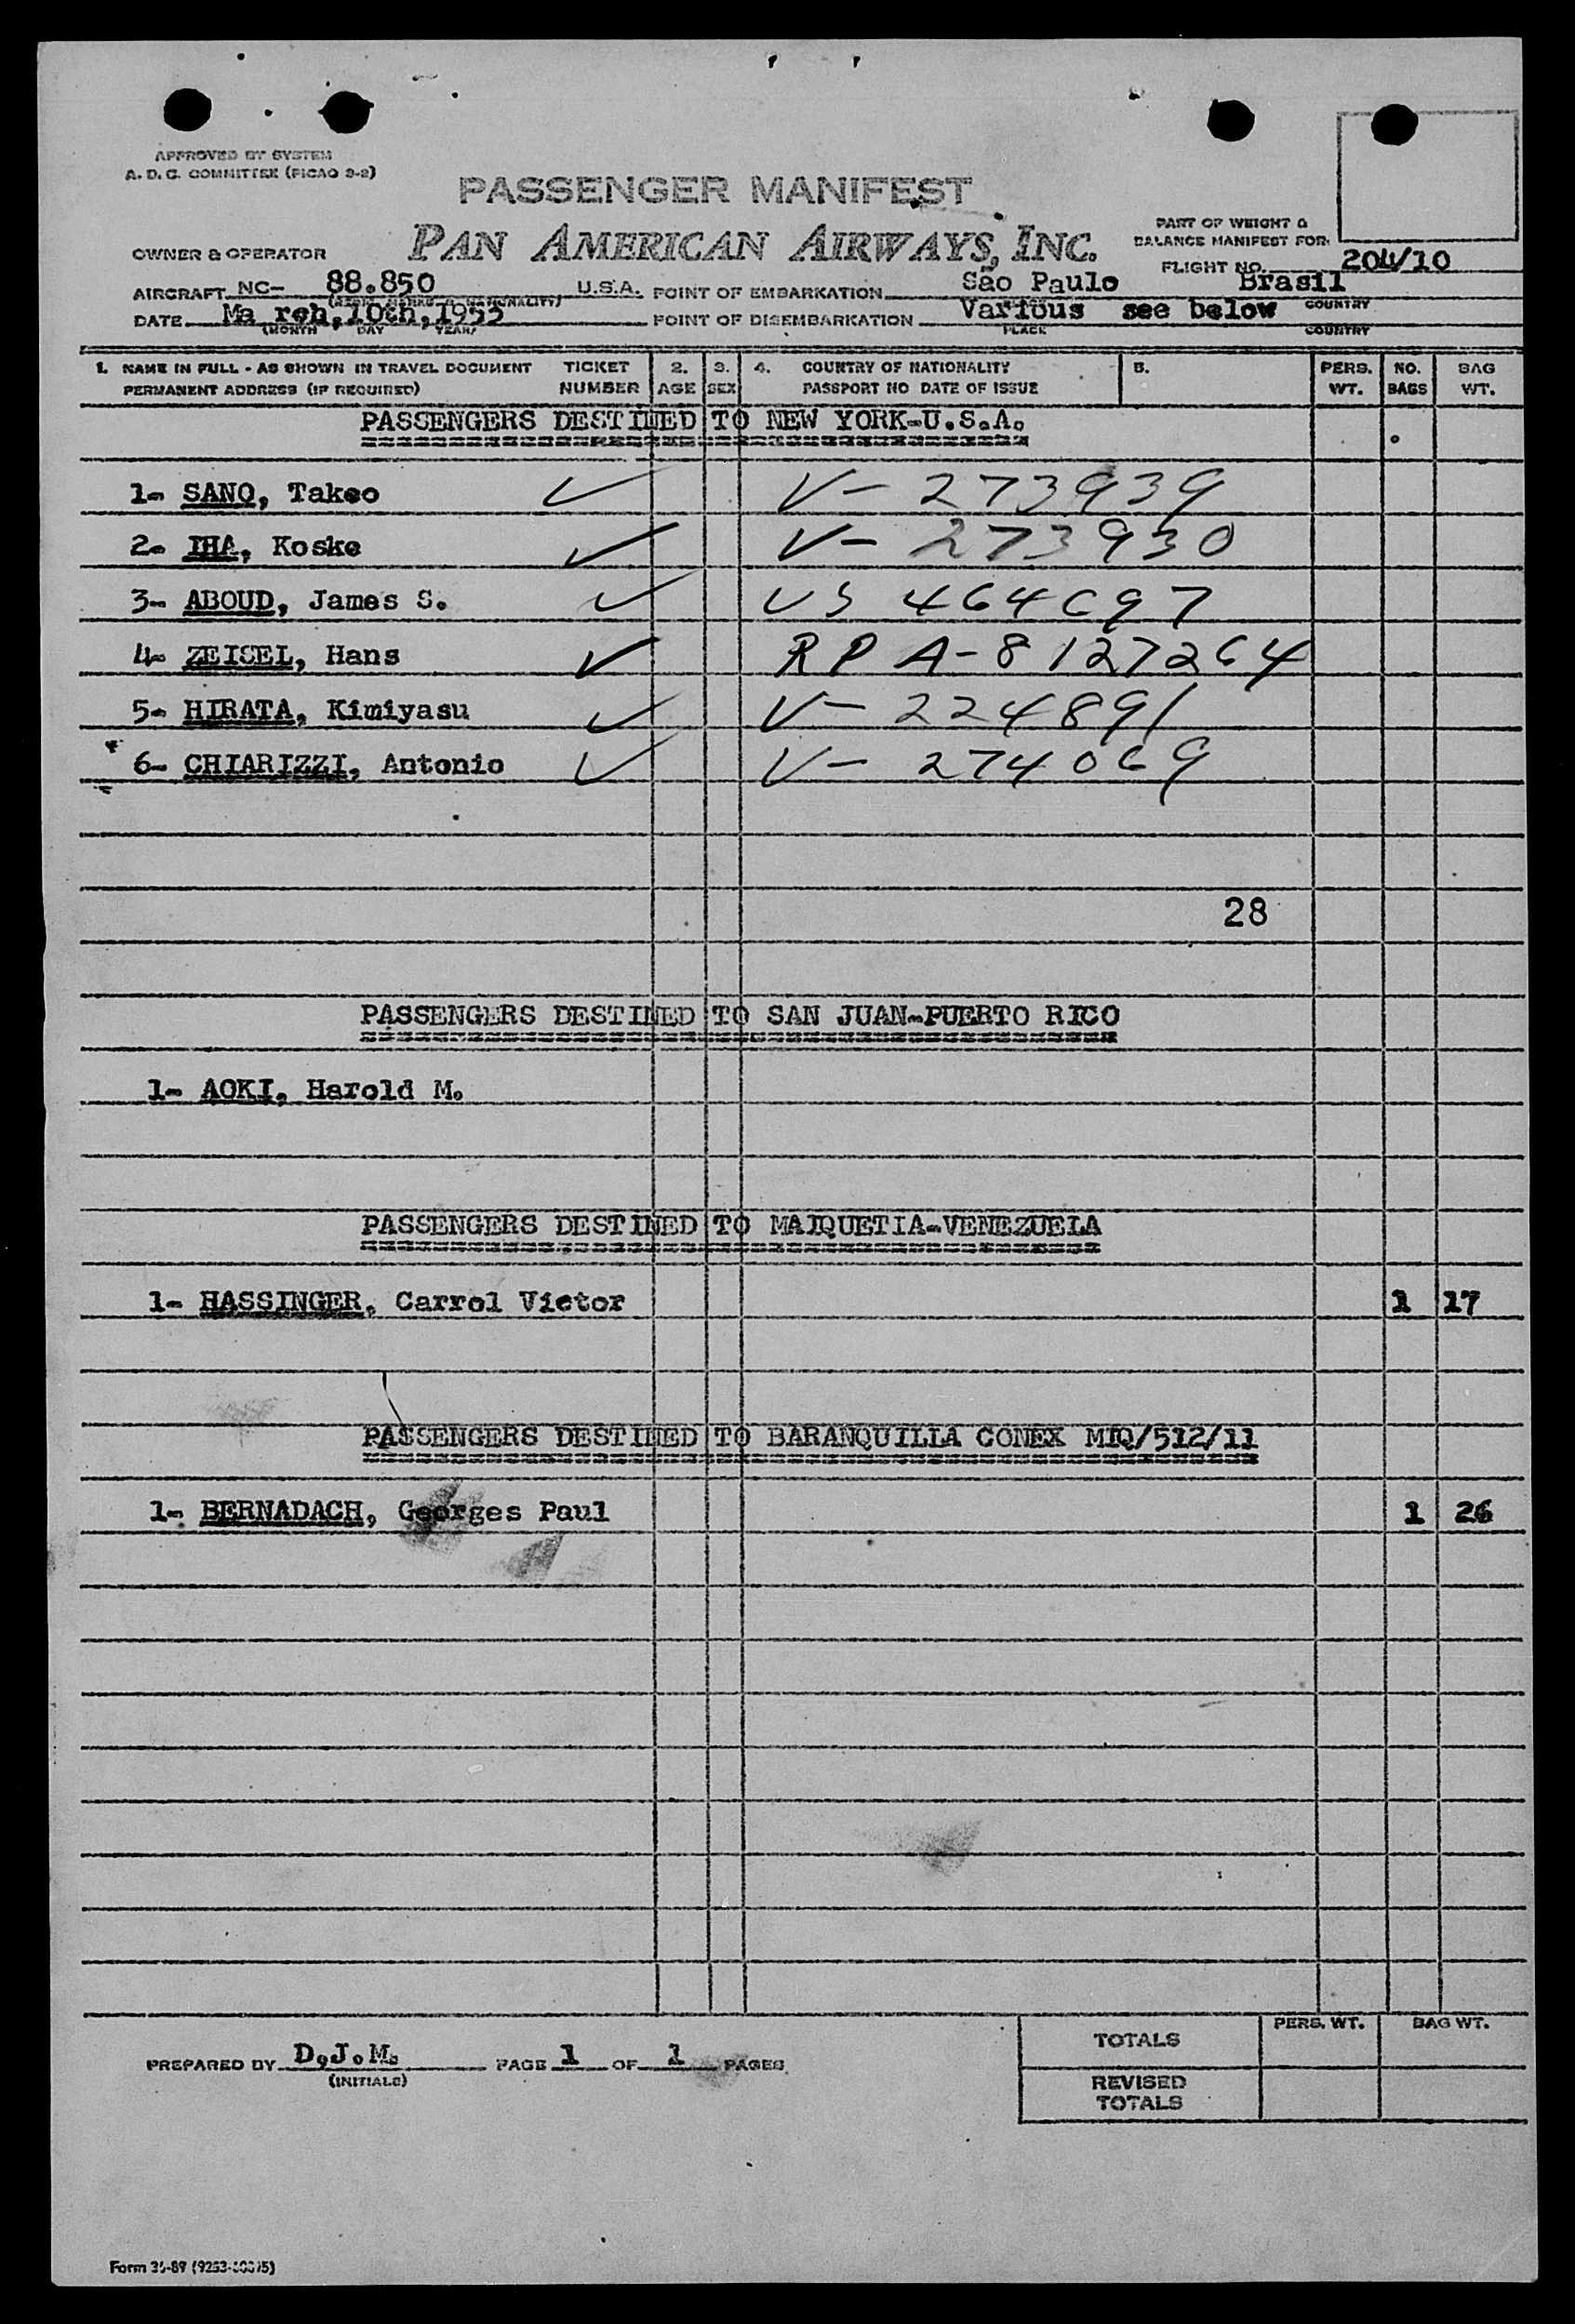 APPROVED BY SYSTEM
A. D. C. COMMITTEE (PICAO 2-2)
PASSENGER MANIFEST
PAN AMERICAN AIRWAYS, INC.
PART OF WEIGHT &
BALANCE MANIFEST FOR:
OWNER & OPERATOR
FLIGHT NO. 204/10
AIRCRAFT NC- 88.850 U.S.A. POINT OF EMBARKATION São Paulo Brasil
DATE Ma rch,10th,1955 POINT OF DISEMBARKATION Various see below COUNTRY
(MONTH DAY YEAR) PLACE COUNTRY
1. NAME IN FULL - AS SHOWN IN TRAVEL DOCUMENT TICKET 2. 3. 4. COUNTRY OF NATIONALITY 5. PERS. NO. BAG
PERMANENT ADDRESS (IF REQUIRED) NUMBER AGE SEX PASSPORT NO DATE OF ISSUE WT. BAGS WT.
PASSENGERS DESTINED TO NEW YORK-U.S.A.
1- SANO, Takeo ✓ V- 273939
2- IHA, Koske ✓ V- 273930
3- ABOUD, James S. ✓ US 464697
4- ZEISEL, Hans ✓ RP A-8127264
5- HIRATA, Kimiyasu ✓ V- 224891
6- CHIARIZZI, Antonio ✓ V- 274069
28
PASSENGERS DESTINED TO SAN JUAN-PUERTO RICO
1- AOKI, Harold M.
PASSENGERS DESTINED TO MAIQUETIA-VENEZUELA
1- HASSINGER, Carrol Victor 1 17
PASSENGERS DESTINED TO BARANQUILLA CONEX MIQ/512/11
1- BERNADACH, Georges Paul 1 26
PERS. WT. BAG WT.
TOTALS
PREPARED BY D.J.M. PAGE 1 OF 1 PAGES
(INITIALS)
REVISED
TOTALS
Form